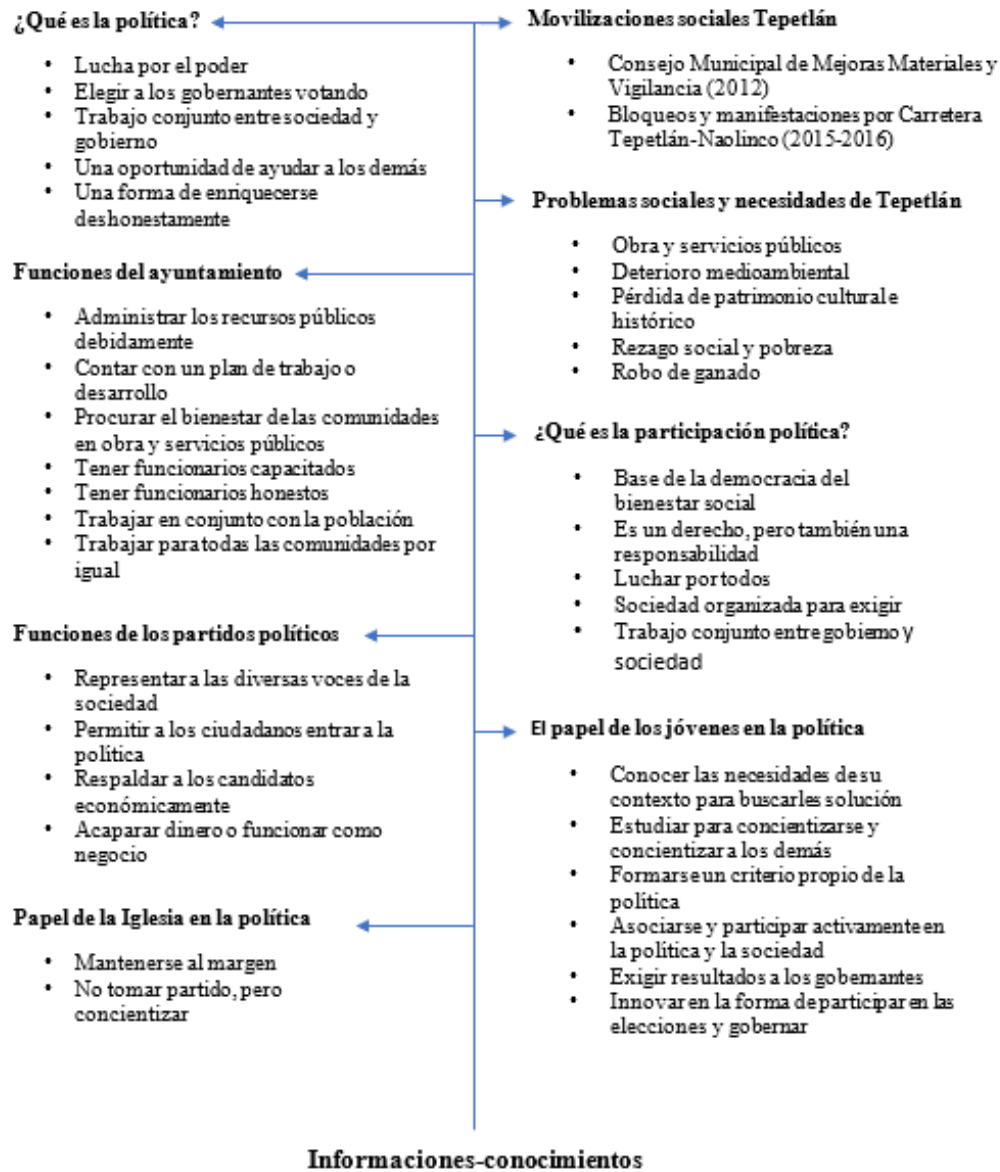 ¿Qué es la política?
• Lucha por el poder
• Elegir a los gobernantes votando
• Trabajo conjunto entre sociedad y
gobierno
• Una oportunidad de ayudar a los demás
• Una forma de enriquecerse
deshonestamente
Funciones del ayuntamiento
• Administrar los recursos públicos
debidamente
• Contar con un plan de trabajo o
desarrollo
• Procurar el bienestar de las comunidades
en obra y servicios públicos
• Tener funcionarios capacitados
• Tener funcionarios honestos
• Trabajar en conjunto con la población
• Trabajar para todas las comunidades por
igual
Funciones de los partidos políticos
• Representar a las diversas voces de la
sociedad
• Permitir a los ciudadanos entrar a la
política
• Respaldar a los candidatos
económicamente
• Acaparar dinero o funcionar como
negocio
Papel de la Iglesia en la política
• Mantenerse al margen
• No tomar partido, pero
concientizar
Movilizaciones sociales Tepetlán
• Consejo Municipal de Mejoras Materiales y
Vigilancia (2012)
• Bloqueos y manifestaciones por Carretera
Tepetlán-Naolinco (2015-2016)
Problemas sociales y necesidades de Tepetlán
• Obra y servicios públicos
• Deterioro medioambiental
• Pérdida de patrimonio cultural e
histórico
• Rezago social y pobreza
• Robo de ganado
¿Qué es la participación política?
• Base de la democracia del
bienestar social
• Es un derecho, pero también una
responsabilidad
• Luchar por todos
• Sociedad organizada para exigir
• Trabajo conjunto entre gobierno y
sociedad
El papel de los jóvenes en la política
• Conocer las necesidades de su
contexto para buscarles solución
• Estudiar para concientizarse y
concientizar a los demás
• Formarse un criterio propio de la
política
• Asociarse y participar activamente en
la política y la sociedad
• Exigir resultados a los gobernantes
• Innovar en la forma de participar en las
elecciones y gobernar
Informaciones-conocimientos